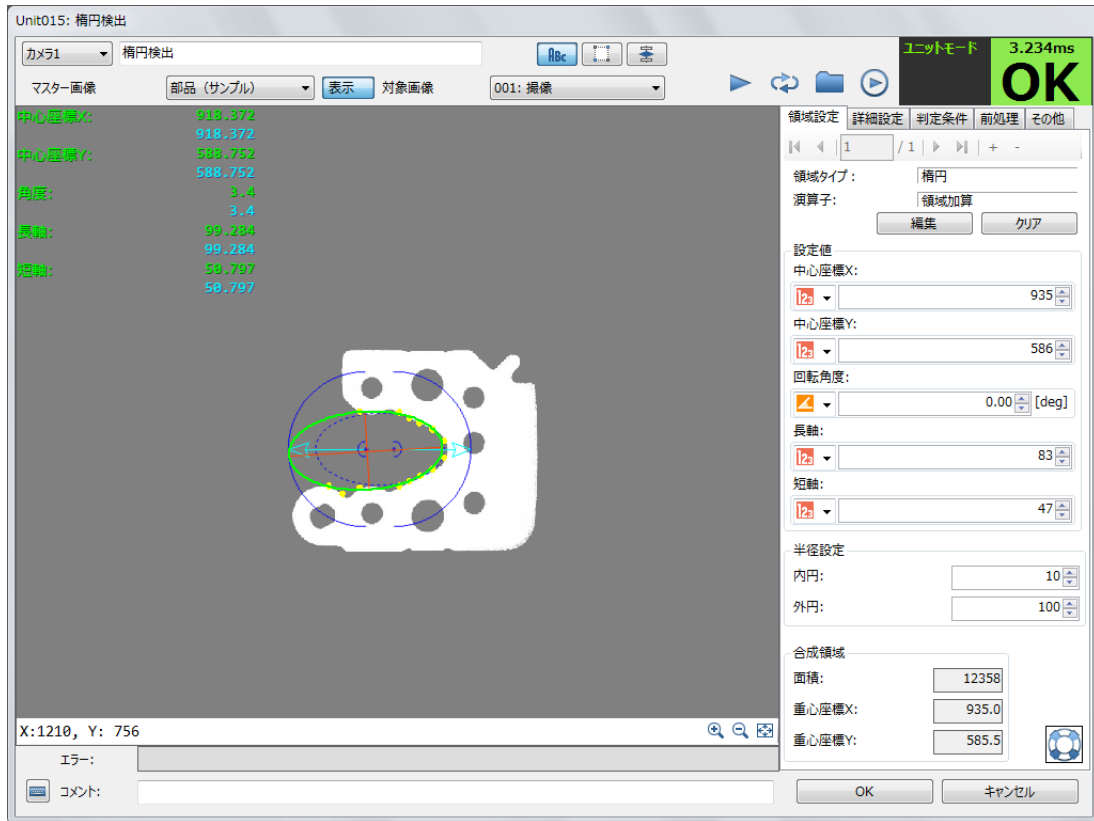 Unit015: 楕円検出
カメラ1 楕円検出 ABc
ユニットモード 3.234ms
OK
マスター画像 部品（サンプル） 表示 対象画像 001: 撮像
中心座標X: 918.372
918.372
中心座標Y: 588.752
588.752
角度: 3.4
3.4
長軸: 99.284
99.284
短軸: 50.797
50.797
領域設定 詳細設定 判定条件 前処理 その他
1 / 1 + -
領域タイプ: 楕円
演算子: 領域加算
編集 クリア
設定値
中心座標X:
123 935
中心座標Y:
123 586
回転角度:
0.00 [deg]
長軸:
123 83
短軸:
123 47
半径設定
内円: 10
外円: 100
合成領域
面積: 12358
重心座標X: 935.0
重心座標Y: 585.5
X:1210, Y: 756
エラー:
コメント:
OK キャンセル